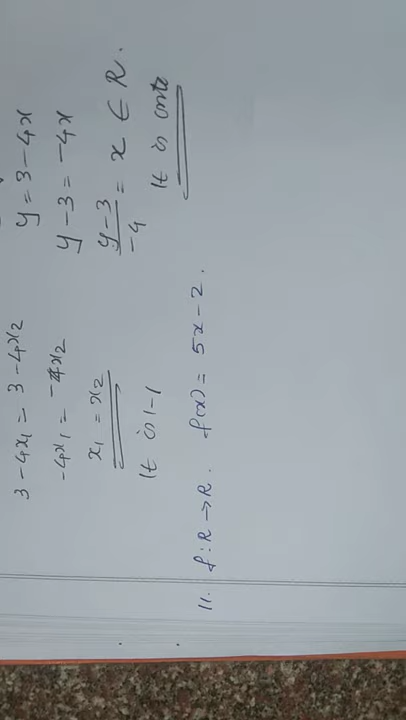 3 - 4x₁ = 3 - 4x₂ y = 3 - 4x
-4x₁ = -4x₂ y - 3 = -4x
x₁ = x₂ y - 3 / -4 = x ∈ R.
It is 1-1 It is onto
11. f: R → R. f(x) = 5x - 2.